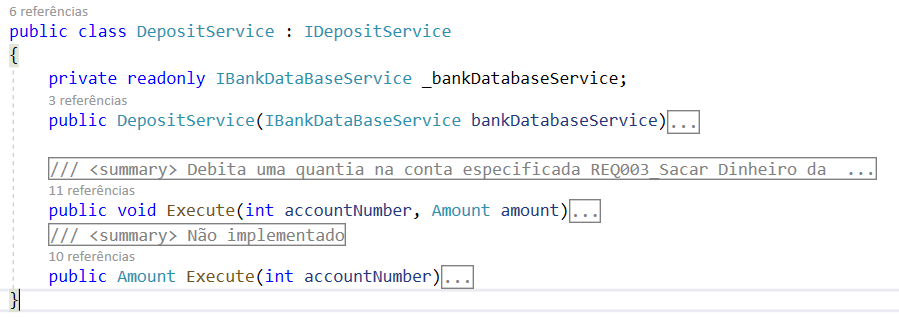 6 referências
public class DepositService : IDepositService
{
private readonly IBankDataBaseService _bankDatabaseService;
3 referências
public DepositService(IBankDataBaseService bankDatabaseService)...
/// <summary> Debita uma quantia na conta especificada REQ003_Sacar Dinheiro da ...
11 referências
public void Execute(int accountNumber, Amount amount)...
/// <summary> Não implementado
10 referências
public Amount Execute(int accountNumber)...
}